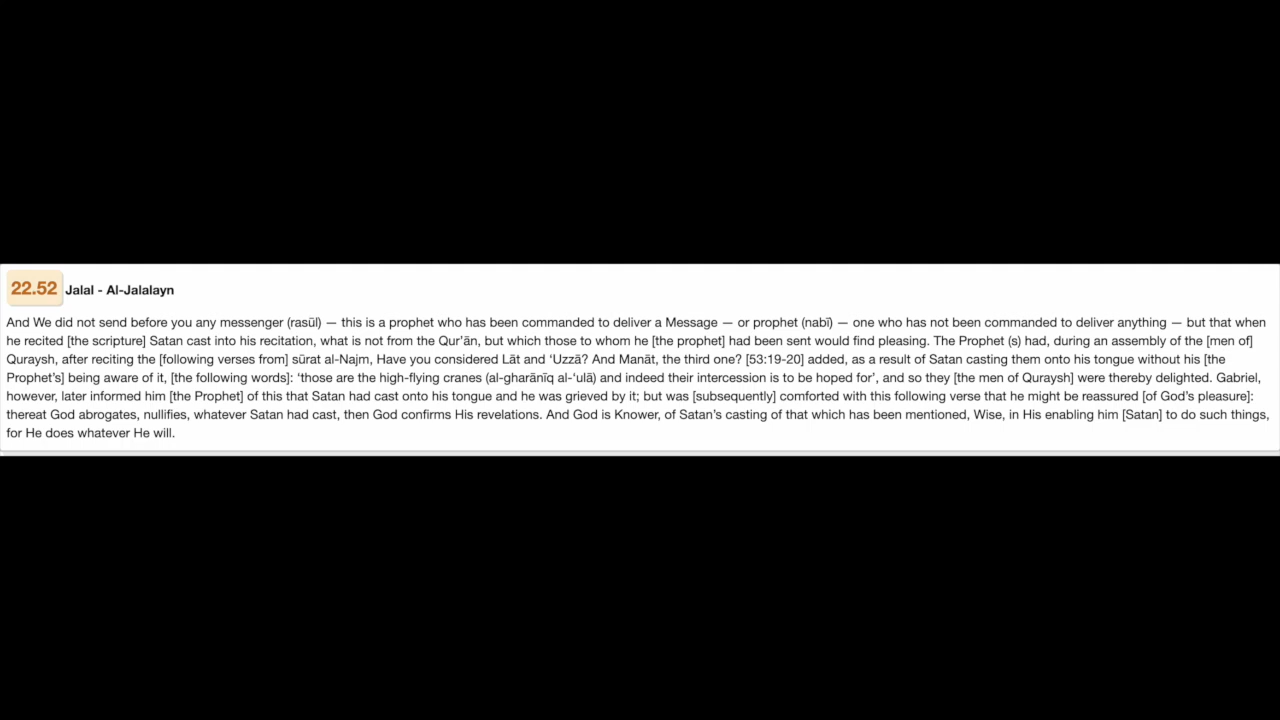 22.52 Jalal - Al-Jalalayn
And We did not send before you any messenger (rasūl) — this is a prophet who has been commanded to deliver a Message — or prophet (nabī) — one who has not been commanded to deliver anything — but that when
he recited [the scripture] Satan cast into his recitation, what is not from the Qur’ān, but which those to whom he [the prophet] had been sent would find pleasing. The Prophet (s) had, during an assembly of the [men of]
Quraysh, after reciting the [following verses from] sūrat al-Najm, Have you considered Lāt and ‘Uzzā? And Manāt, the third one? [53:19-20] added, as a result of Satan casting them onto his tongue without his [the
Prophet’s] being aware of it, [the following words]: ‘those are the high-flying cranes (al-gharānīq al-‘ulā) and indeed their intercession is to be hoped for’, and so they [the men of Quraysh] were thereby delighted. Gabriel,
however, later informed him [the Prophet] of this that Satan had cast onto his tongue and he was grieved by it; but was [subsequently] comforted with this following verse that he might be reassured [of God’s pleasure]:
thereat God abrogates, nullifies, whatever Satan had cast, then God confirms His revelations. And God is Knower, of Satan’s casting of that which has been mentioned, Wise, in His enabling him [Satan] to do such things,
for He does whatever He will.